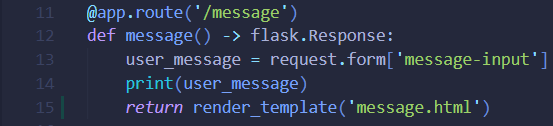 11 @app.route('/message')
12 def message() -> flask.Response:
13     user_message = request.form['message-input']
14     print(user_message)
15     return render_template('message.html')